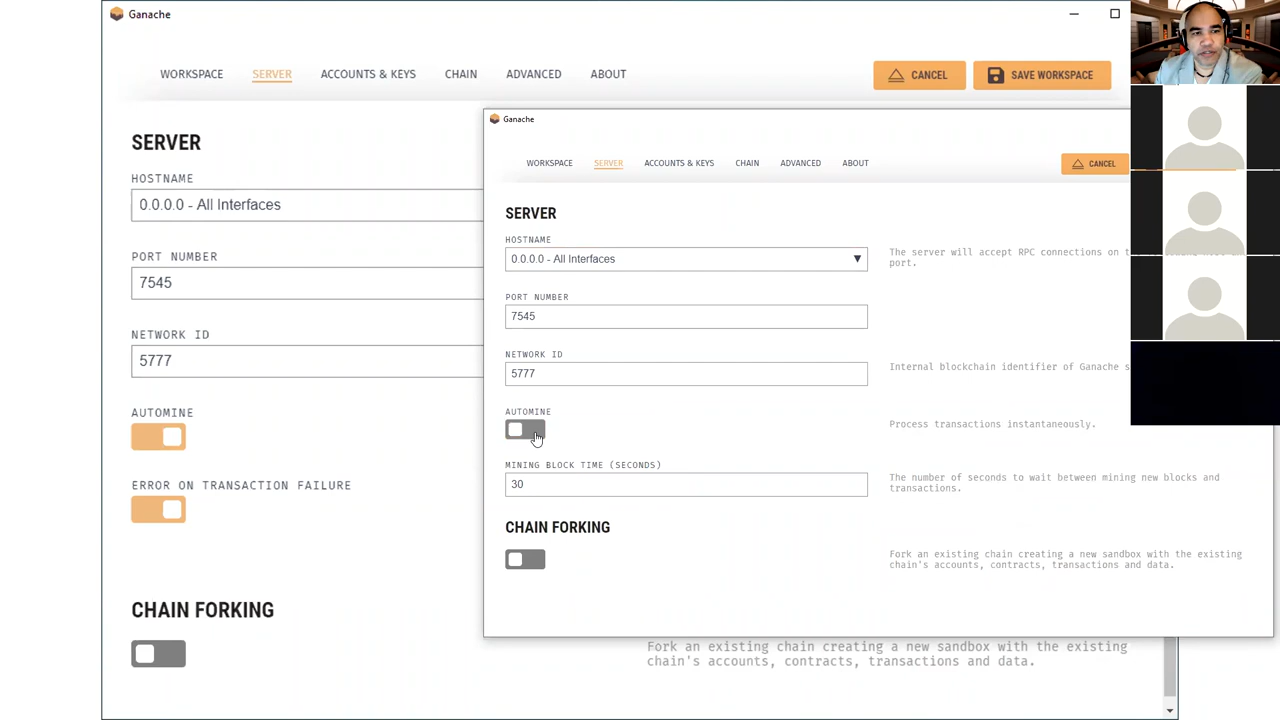 Ganache
WORKSPACE SERVER ACCOUNTS & KEYS CHAIN ADVANCED ABOUT
CANCEL SAVE WORKSPACE
SERVER
HOSTNAME
0.0.0.0 - All Interfaces
PORT NUMBER
7545
NETWORK ID
5777
AUTOMINE
ERROR ON TRANSACTION FAILURE
CHAIN FORKING
Fork an existing chain creating a new sandbox with the existing
chain's accounts, contracts, transactions and data.
Ganache
WORKSPACE SERVER ACCOUNTS & KEYS CHAIN ADVANCED ABOUT
CANCEL
SERVER
HOSTNAME
0.0.0.0 - All Interfaces
The server will accept RPC connections on
port.
PORT NUMBER
7545
NETWORK ID
5777
Internal blockchain identifier of Ganache
AUTOMINE
Process transactions instantaneously.
MINING BLOCK TIME (SECONDS)
30
The number of seconds to wait between mining new blocks and
transactions.
CHAIN FORKING
Fork an existing chain creating a new sandbox with the existing
chain's accounts, contracts, transactions and data.